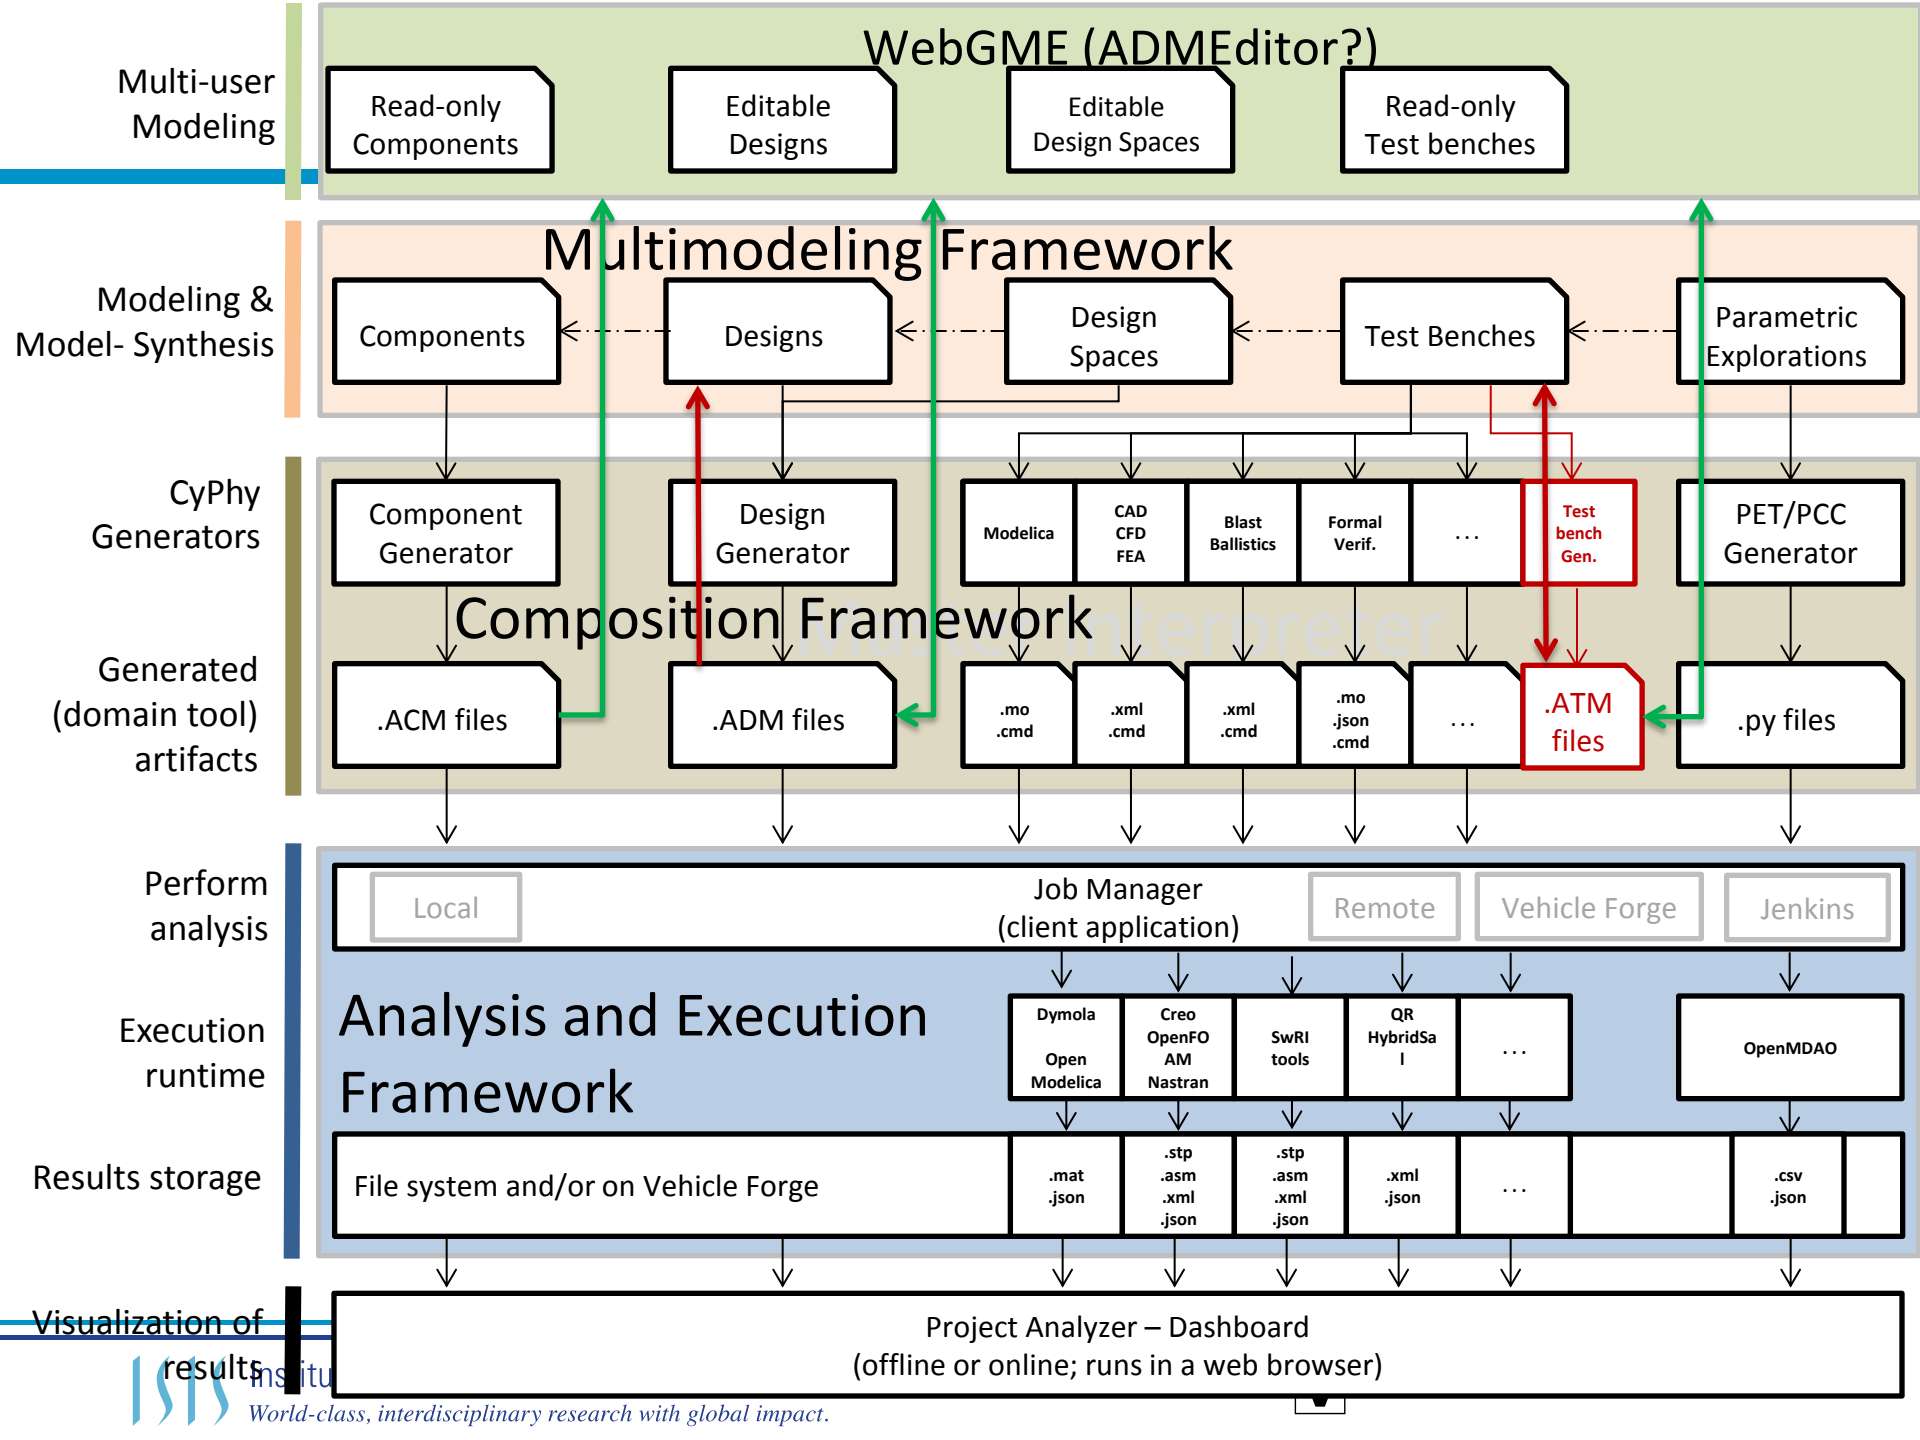 WebGME (ADMEditor?)
Multi-user
Modeling
Read-only
Components
Editable
Designs
Editable
Design Spaces
Read-only
Test benches
Multimodeling Framework
Modeling &
Model- Synthesis
Components
Designs
Design
Spaces
Test Benches
Parametric
Explorations
CyPhy
Generators
Component
Generator
Design
Generator
Modelica
CAD
CFD
FEA
Blast
Ballistics
Formal
Verif.
...
Test
bench
Gen.
PET/PCC
Generator
Composition Framework
Master Interpreter
Generated
(domain tool)
artifacts
.ACM files
.ADM files
.mo
.cmd
.xml
.cmd
.xml
.cmd
.mo
.json
.cmd
...
.ATM
files
.py files
Perform
analysis
Local
Job Manager
(client application)
Remote
Vehicle Forge
Jenkins
Analysis and Execution
Framework
Execution
runtime
Dymola
Open
Modelica
Creo
OpenFO
AM
Nastran
SwRI
tools
QR
HybridSa
l
...
OpenMDAO
Results storage
File system and/or on Vehicle Forge
.mat
.json
.stp
.asm
.xml
.json
.stp
.asm
.xml
.json
.xml
.json
...
.csv
.json
Visualization of
results
Project Analyzer – Dashboard
(offline or online; runs in a web browser)
ISIS
World-class, interdisciplinary research with global impact.